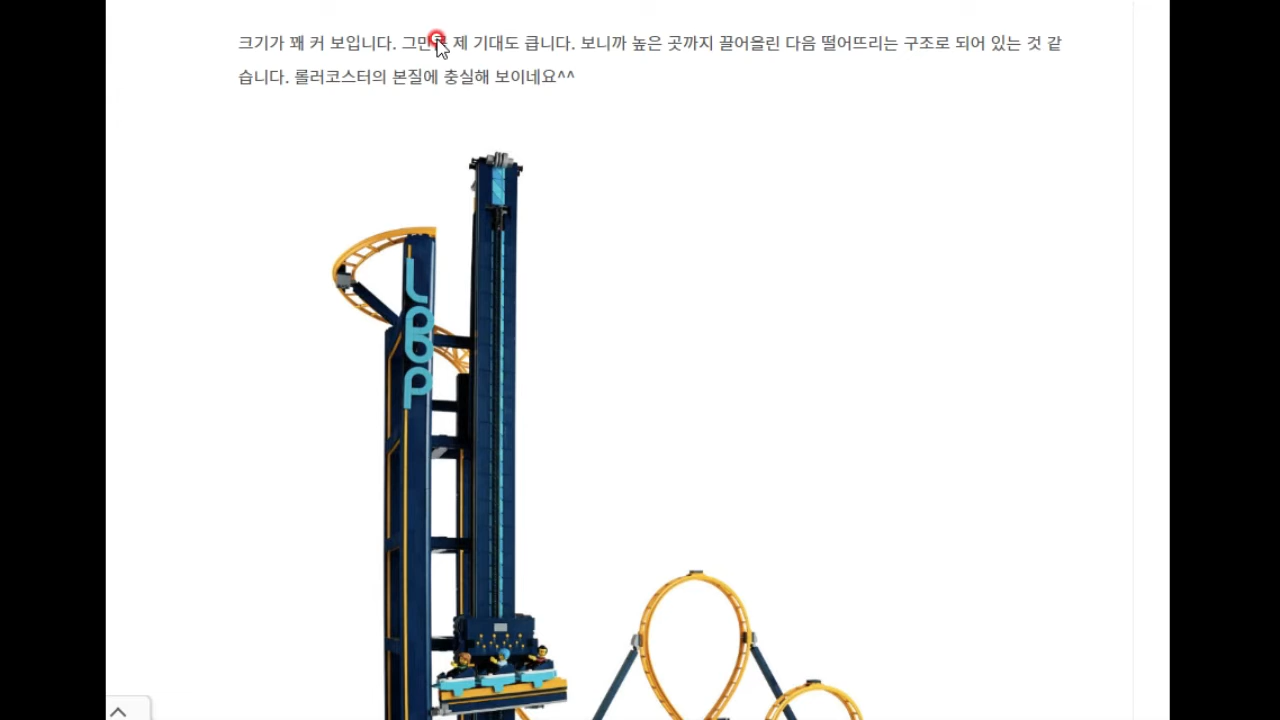 크기가 꽤 커 보입니다. 그만큼 제 기대도 큽니다. 보니까 높은 곳까지 끌어올린 다음 떨어뜨리는 구조로 되어 있는 것 같
습니다. 롤러코스터의 본질에 충실해 보이네요^^
LOOP